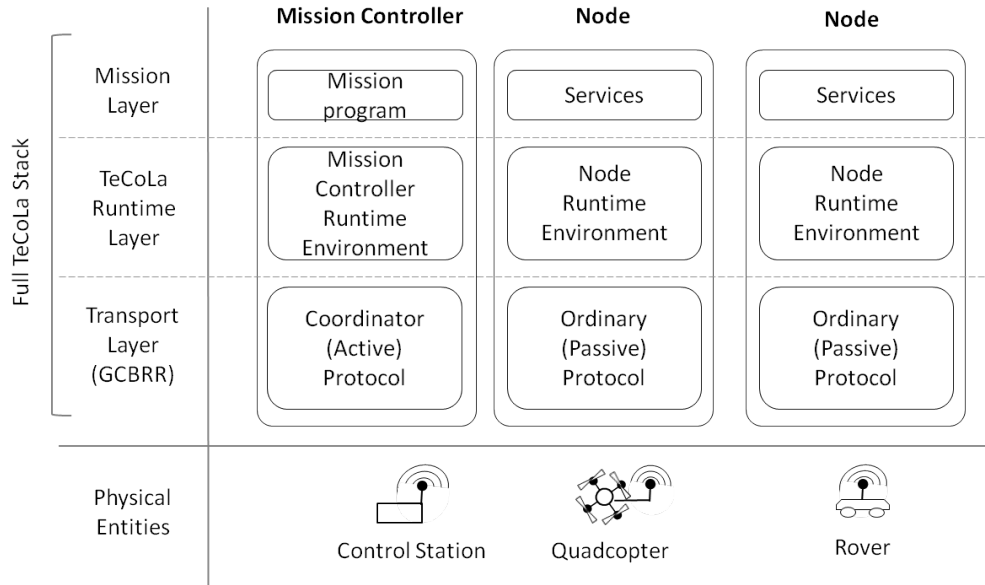 Mission Controller
Node
Node
Full TeCoLa Stack
Mission
Layer
Mission
program
Services
Services
TeCoLa
Runtime
Layer
Mission
Controller
Runtime
Environment
Node
Runtime
Environment
Node
Runtime
Environment
Transport
Layer
(GCBRR)
Coordinator
(Active)
Protocol
Ordinary
(Passive)
Protocol
Ordinary
(Passive)
Protocol
Physical
Entities
Control Station
Quadcopter
Rover